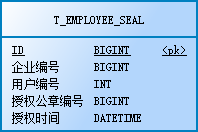 T_EMPLOYEE_SEAL
ID BIGINT <pk>
企业编号 BIGINT
用户编号 INT
授权公章编号 BIGINT
授权时间 DATETIME